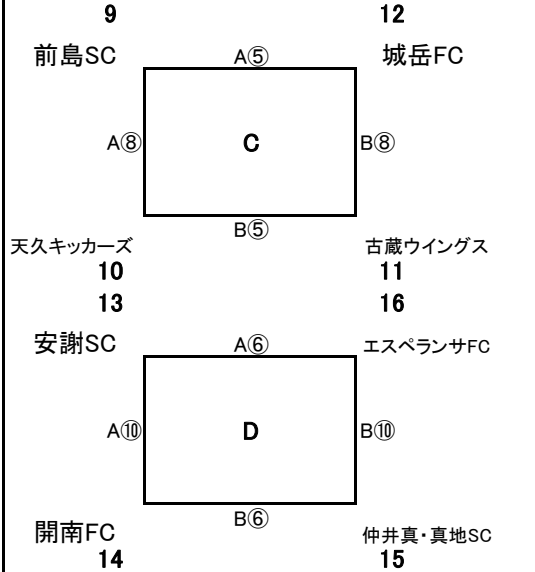 9 12
前島SC A⑤ 城岳FC
A⑧ C B⑧
B⑤
天久キッカーズ 古蔵ウイングス
10 11
13 16
安謝SC A⑥ エスペランサFC
A⑩ D B⑩
B⑥
開南FC 仲井真・真地SC
14 15